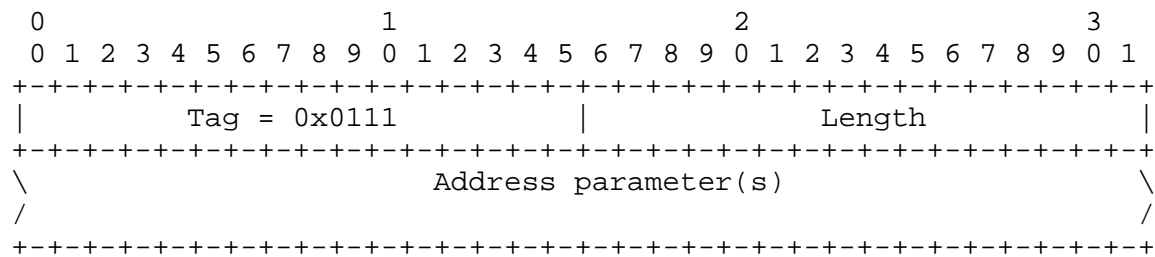 0                   1                   2                   3
 0 1 2 3 4 5 6 7 8 9 0 1 2 3 4 5 6 7 8 9 0 1 2 3 4 5 6 7 8 9 0 1
+-+-+-+-+-+-+-+-+-+-+-+-+-+-+-+-+-+-+-+-+-+-+-+-+-+-+-+-+-+-+-+-+
|         Tag = 0x0111          |             Length            |
+-+-+-+-+-+-+-+-+-+-+-+-+-+-+-+-+-+-+-+-+-+-+-+-+-+-+-+-+-+-+-+-+
\                       Address parameter(s)                    \
/                                                               /
+-+-+-+-+-+-+-+-+-+-+-+-+-+-+-+-+-+-+-+-+-+-+-+-+-+-+-+-+-+-+-+-+